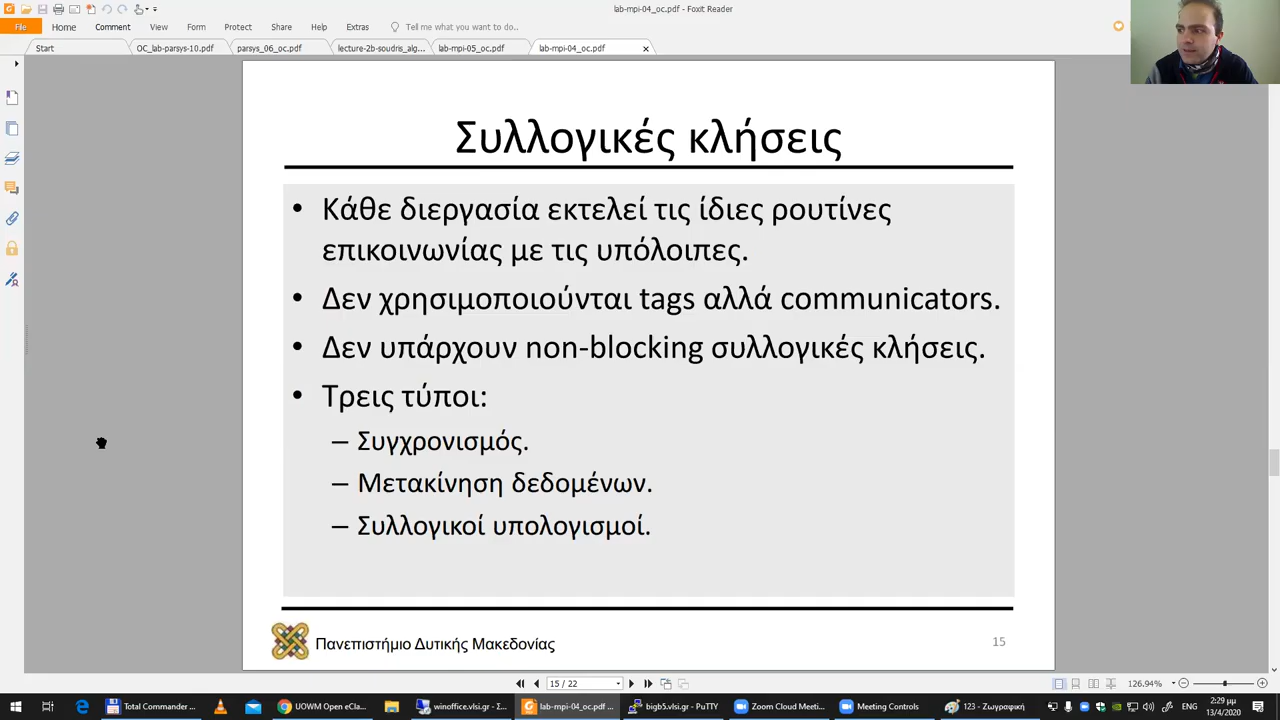 lab-mpi-04_oc.pdf - Foxit Reader
File Home Comment View Form Protect Share Help Extras Tell me what you want to do...
Start OC_lab-parsys-10.pdf parsys_06_oc.pdf lecture-2b-soudris_alg... lab-mpi-05_oc.pdf lab-mpi-04_oc.pdf
Συλλογικές κλήσεις
• Κάθε διεργασία εκτελεί τις ίδιες ρουτίνες
επικοινωνίας με τις υπόλοιπες.
• Δεν χρησιμοποιούνται tags αλλά communicators.
• Δεν υπάρχουν non-blocking συλλογικές κλήσεις.
• Τρεις τύποι:
– Συγχρονισμός.
– Μετακίνηση δεδομένων.
– Συλλογικοί υπολογισμοί.
Πανεπιστήμιο Δυτικής Μακεδονίας
15
15 / 22
126.94%
Total Commander ... UOWM Open eCla... winoffice.vlsi.gr - Σ... lab-mpi-04_oc.pdf ... bigb5.vlsi.gr - PuTTY Zoom Cloud Meeti... Meeting Controls 123 - Ζωγραφική
2:29 μμ
13/4/2020